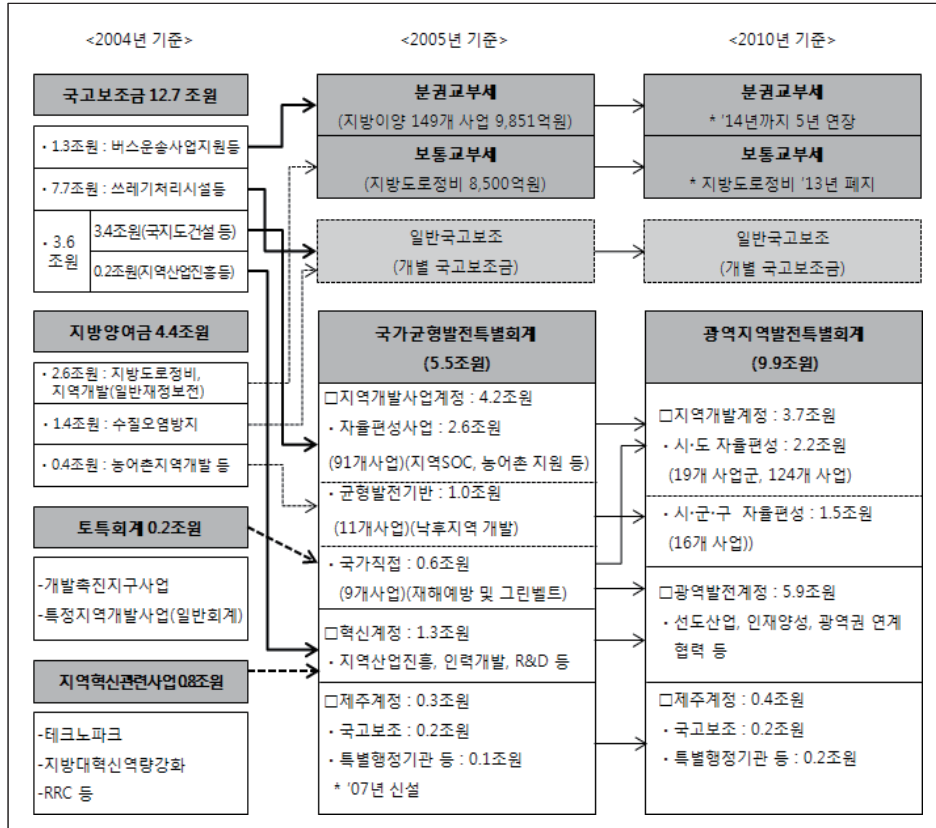 <2004년 기준>
국고보조금 12.7 조원
· 1.3조원 : 버스운송사업지원등
· 7.7조원 : 쓰레기처리시설등
· 3.6
조원
3.4조원(국지도건설 등)
0.2조원(지역산업진흥등)
지방양여금 4.4조원
· 2.6조원 : 지방도로정비,
지역개발(일반재정보전)
· 1.4조원 : 수질오염방지
· 0.4조원 : 농어촌지역개발 등
토특회계 0.2조원
-개발촉진지구사업
-특정지역개발사업(일반회계)
지역혁신관련사업 0.8조원
-테크노파크
-지방대혁신역량강화
-RRC 등
<2005년 기준>
분권교부세
(지방이양 149개 사업 9,851억원)
보통교부세
(지방도로정비 8,500억원)
일반국고보조
(개별 국고보조금)
국가균형발전특별회계
(5.5조원)
□지역개발사업계정 : 4.2조원
· 자율편성사업 : 2.6조원
(91개사업)(지역SOC, 농어촌 지원 등)
· 균형발전기반 : 1.0조원
(11개사업)(낙후지역 개발)
· 국가직접 : 0.6조원
(9개사업)(재해예방 및 그린벨트)
□혁신계정 : 1.3조원
· 지역산업진흥, 인력개발, R&D 등
□제주계정 : 0.3조원
· 국고보조 : 0.2조원
· 특별행정기관 등 : 0.1조원
* '07년 신설
<2010년 기준>
분권교부세
* '14년까지 5년 연장
보통교부세
* 지방도로정비 '13년 폐지
일반국고보조
(개별 국고보조금)
광역지역발전특별회계
(9.9조원)
□지역개발계정 : 3.7조원
· 시·도 자율편성 : 2.2조원
(19개 사업군, 124개 사업)
· 시·군·구 자율편성 : 1.5조원
(16개 사업))
□광역발전계정 : 5.9조원
· 선도산업, 인재양성, 광역권 연계
협력 등
□제주계정 : 0.4조원
· 국고보조 : 0.2조원
· 특별행정기관 등 : 0.2조원